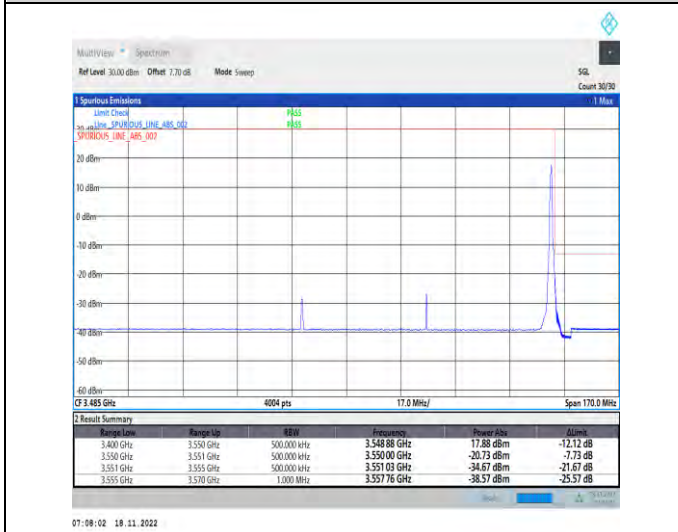 MultiView Spectrum
Ref Level 30.00 dBm Offset 7.70 dB Mode Sweep SGL
Count 30/30
1 Spurious Emissions 1 Max
Limit Check PASS
Line _SPURIOUS_LINE_ABS_002 PASS
_SPURIOUS_LINE_ABS_002
20 dBm
10 dBm
0 dBm
-10 dBm
-20 dBm
-30 dBm
-40 dBm
-50 dBm
-60 dBm
CF 3.485 GHz 4004 pts 17.0 MHz/ Span 170.0 MHz
2 Result Summary
Range Low Range Up RBW Frequency Power Abs ΔLimit
3.400 GHz 3.550 GHz 500.000 kHz 3.548 88 GHz 17.88 dBm -12.12 dB
3.550 GHz 3.551 GHz 500.000 kHz 3.550 00 GHz -20.73 dBm -7.73 dB
3.551 GHz 3.555 GHz 500.000 kHz 3.551 03 GHz -34.67 dBm -21.67 dB
3.555 GHz 3.570 GHz 1.000 MHz 3.557 76 GHz -38.57 dBm -25.57 dB
07:08:02 18.11.2022